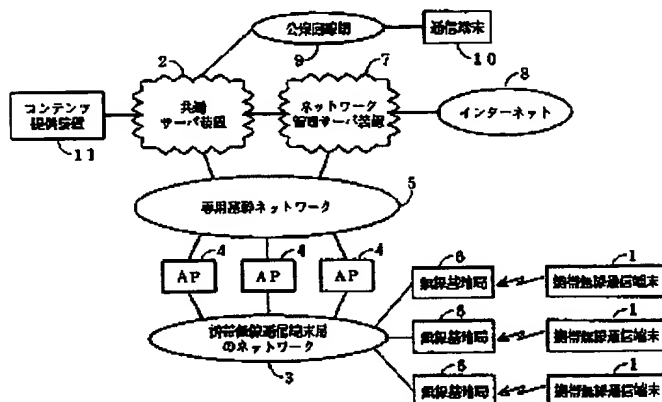 公衆回線網
9
通信端末
10
2
7
8
コンテンツ
提供装置
11
共通
サーバ装置
ネットワーク
管理サーバ装置
インターネット
専用基幹ネットワーク
5
4
4
4
AP
AP
AP
6
1
無線基地局
携帯無線通信端末
携帯無線通信端末局
のネットワーク
3
6
1
無線基地局
携帯無線通信端末
6
1
無線基地局
携帯無線通信端末